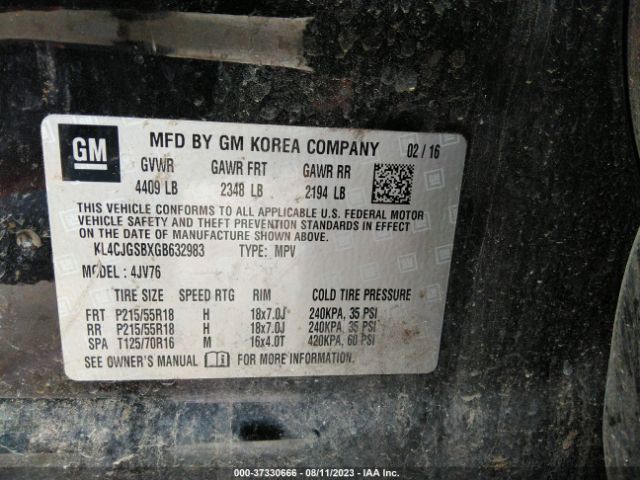 GM MFD BY GM KOREA COMPANY 02 / 16
GVWR GAWR FRT GAWR RR
4409 LB 2348 LB 2194 LB
THIS VEHICLE CONFORMS TO ALL APPLICABLE U.S. FEDERAL MOTOR
VEHICLE SAFETY AND THEFT PREVENTION STANDARDS IN EFFECT
ON THE DATE OF MANUFACTURE SHOWN ABOVE.
KL4CJGSBXGB632983 TYPE: MPV
MODEL : 4JV76
TIRE SIZE SPEED RTG RIM COLD TIRE PRESSURE
FRT P215/55R18 H 18x7.0J 240KPA, 35 PSI
RR P215/55R18 H 18x7.0J 240KPA, 35 PSI
SPA T125/70R16 M 16x4.0T 420KPA, 60 PSI
SEE OWNER'S MANUAL FOR MORE INFORMATION.
000-37330666 - 08/11/2023 - IAA Inc.